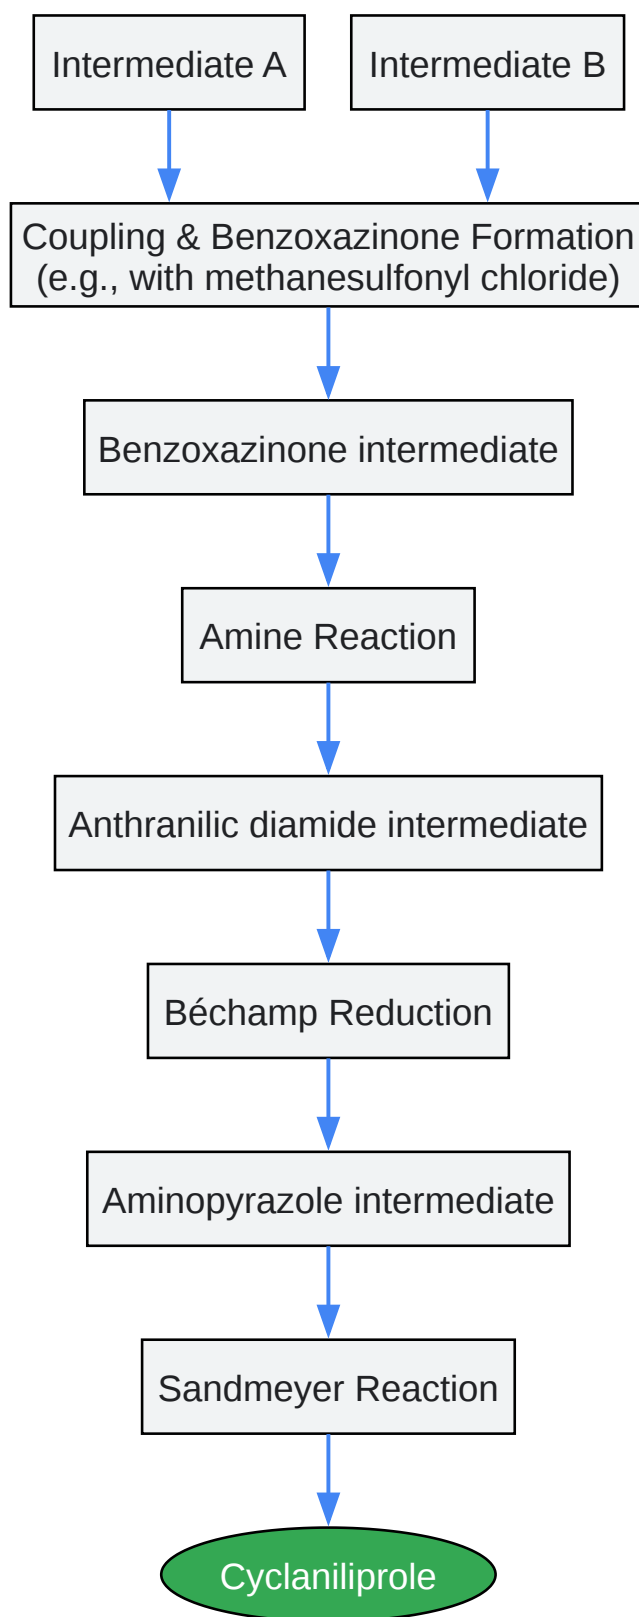 Intermediate A
Intermediate B
Coupling & Benzoxazinone Formation
(e.g., with methanesulfonyl chloride)
Benzoxazinone intermediate
Amine Reaction
Anthranilic diamide intermediate
Béchamp Reduction
Aminopyrazole intermediate
Sandmeyer Reaction
Cyclaniliprole